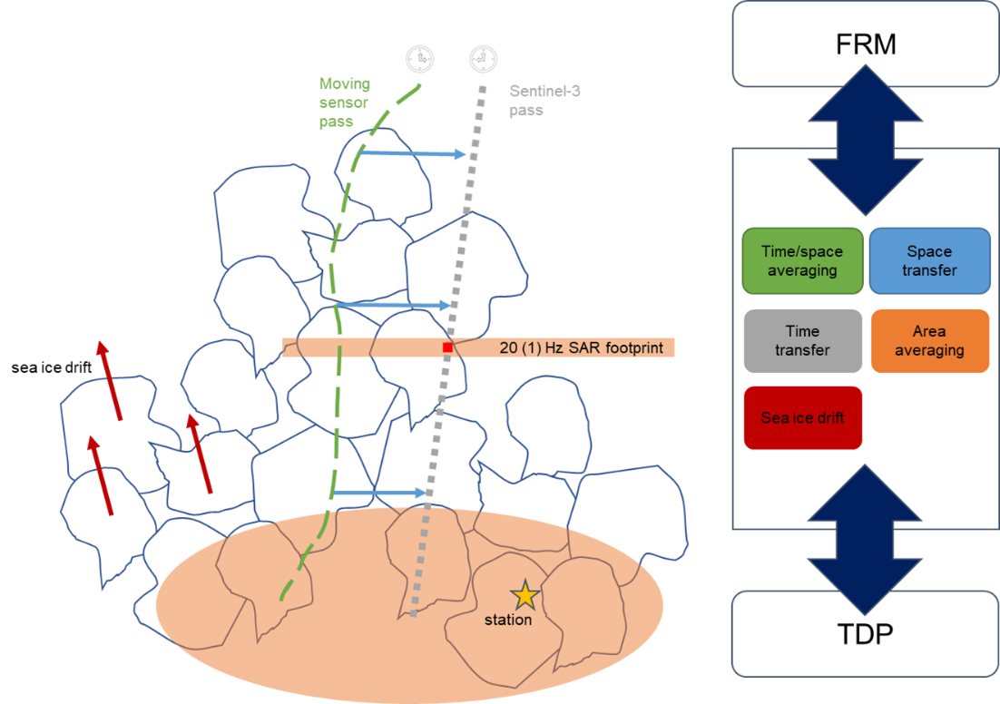 Moving
sensor
pass
Sentinel-3
pass
20 (1) Hz SAR footprint
sea ice drift
station
FRM
Time/space
averaging
Space
transfer
Time
transfer
Area
averaging
Sea ice drift
TDP